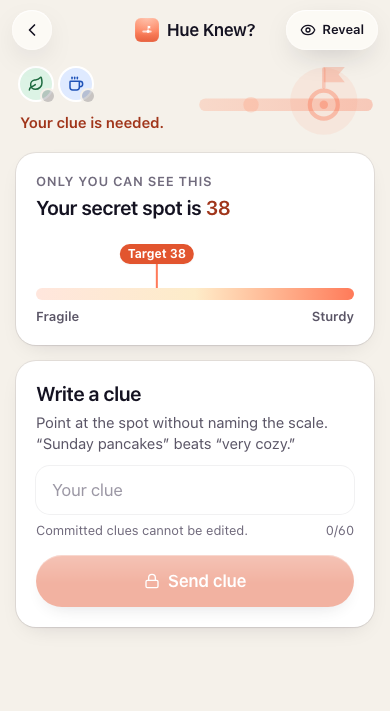 Hue Knew?
Reveal
Your clue is needed.
ONLY YOU CAN SEE THIS
Your secret spot is 38
Target 38
Fragile
Sturdy
Write a clue
Point at the spot without naming the scale.
“Sunday pancakes” beats “very cozy.”
Your clue
Committed clues cannot be edited.
0/60
Send clue